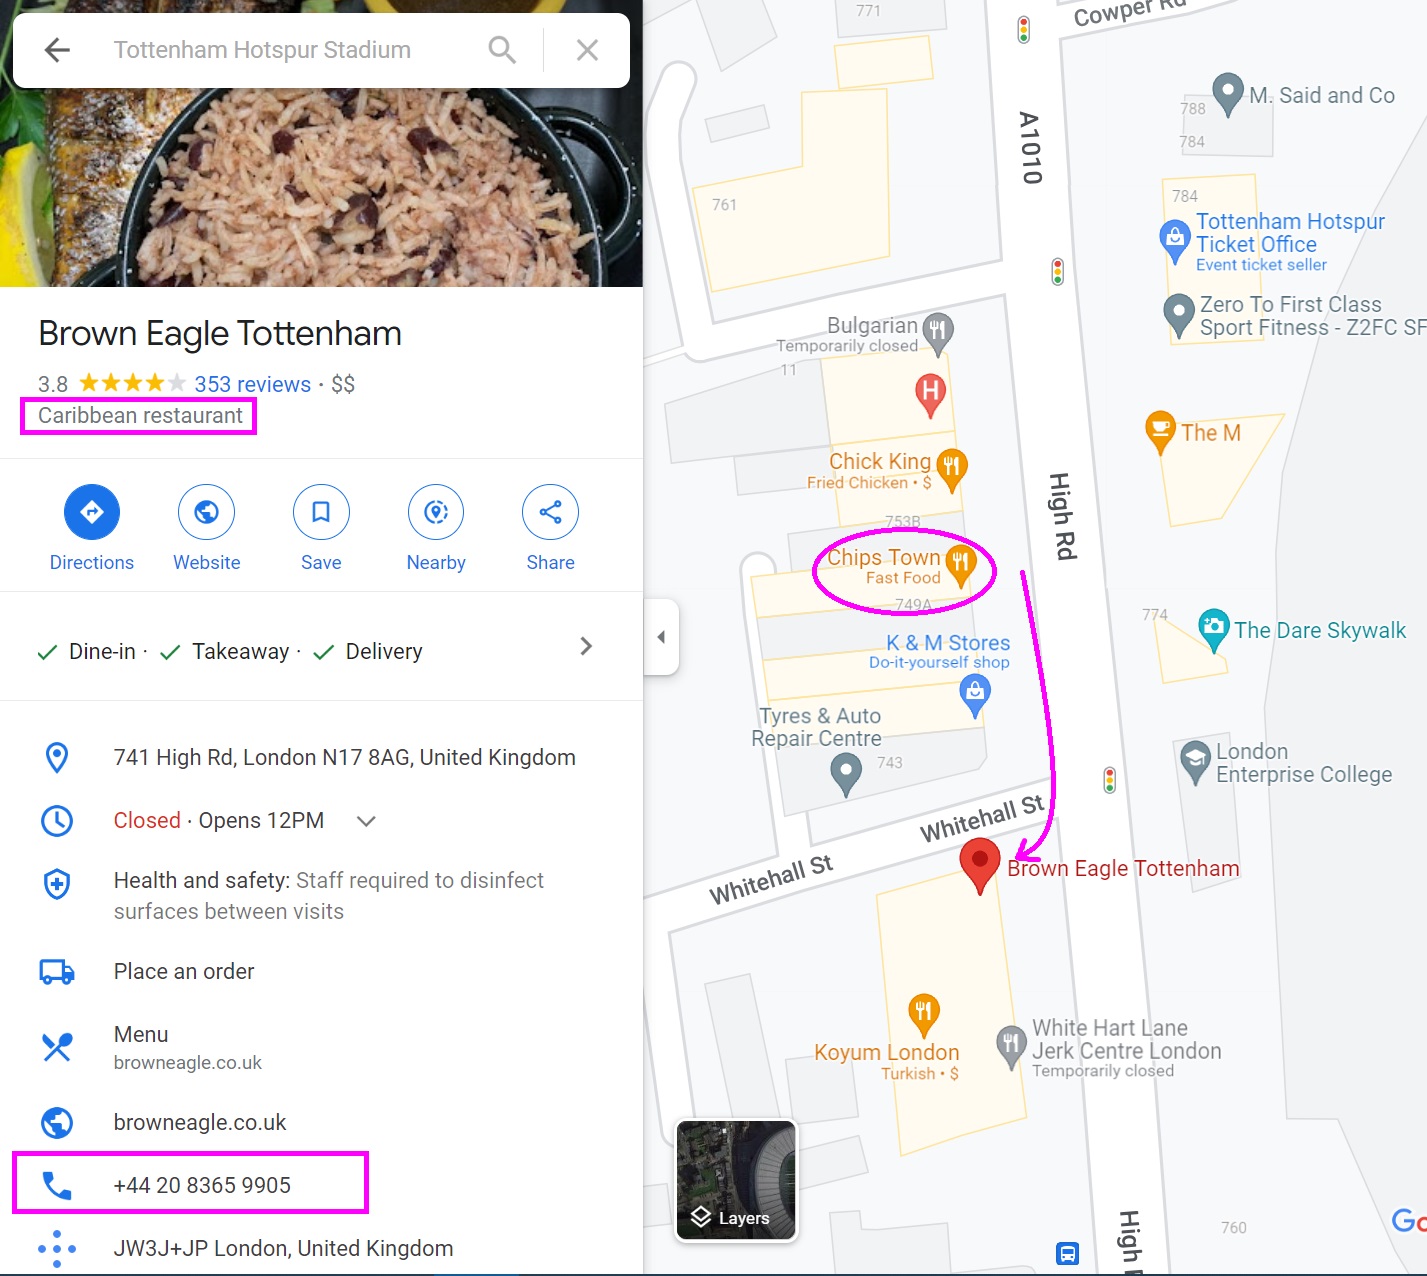 Tottenham Hotspur Stadium
Brown Eagle Tottenham
3.8 353 reviews · $$
Caribbean restaurant
Directions
Website
Save
Nearby
Share
Dine-in · Takeaway · Delivery
741 High Rd, London N17 8AG, United Kingdom
Closed · Opens 12PM
Health and safety: Staff required to disinfect
surfaces between visits
Place an order
Menu
browneagle.co.uk
browneagle.co.uk
+44 20 8365 9905
JW3J+JP London, United Kingdom
771
Cowper Rd
M. Said and Co
788
784
A1010
761
784
Tottenham Hotspur
Ticket Office
Event ticket seller
Zero To First Class
Sport Fitness - Z2FC SF
Bulgarian
Temporarily closed
11
H
The M
Chick King
Fried Chicken • $
High Rd
753B
Chips Town
Fast Food
749A
774
The Dare Skywalk
K & M Stores
Do-it-yourself shop
Tyres & Auto
Repair Centre
743
London
Enterprise College
Whitehall St
Whitehall St
Brown Eagle Tottenham
Koyum London
Turkish • $
White Hart Lane
Jerk Centre London
Temporarily closed
Layers
High
760